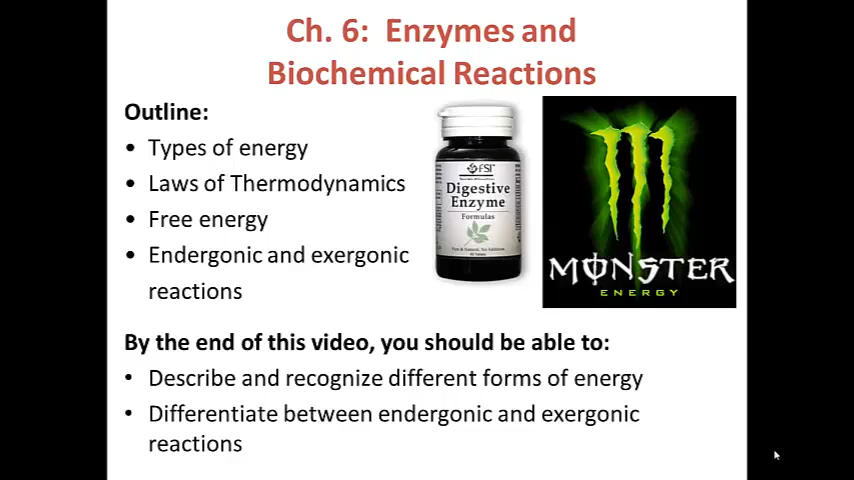 Ch. 6: Enzymes and
Biochemical Reactions
Outline:
• Types of energy
• Laws of Thermodynamics
• Free energy
• Endergonic and exergonic
reactions
FSI
Digestive
Enzyme
Formulas
MONSTER
ENERGY
By the end of this video, you should be able to:
• Describe and recognize different forms of energy
• Differentiate between endergonic and exergonic
reactions